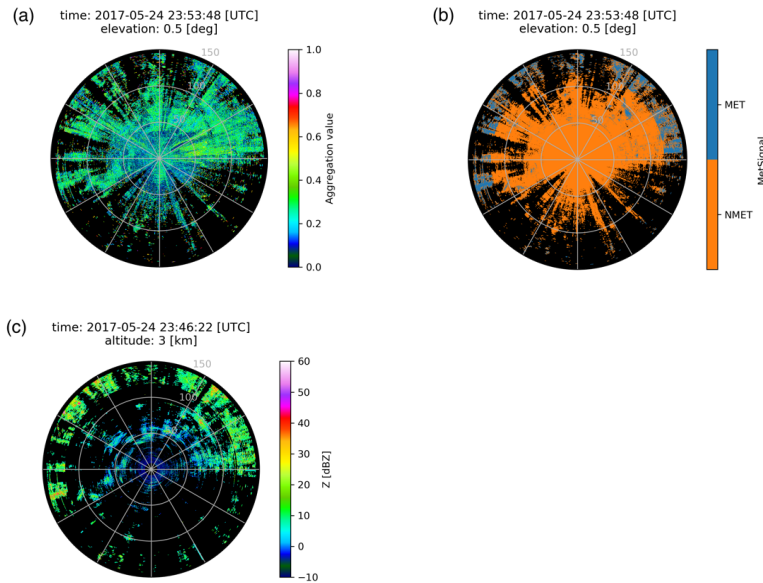 (a)
time: 2017-05-24 23:53:48 [UTC]
elevation: 0.5 [deg]
150
100
1.0
0.8
0.6
0.4
0.2
0.0
Aggregation value
(b)
time: 2017-05-24 23:53:48 [UTC]
elevation: 0.5 [deg]
150
100
MET
NMET
MetSignal
(c)
time: 2017-05-24 23:46:22 [UTC]
altitude: 3 [km]
150
100
60
50
40
30
20
10
0
−10
Z [dBZ]